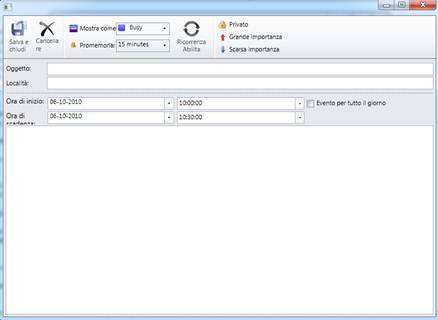 Salva e
chiudi
Cancella
re
Mostra come
Busy
Promemoria:
15 minutes
Ricorrenza
Abilita
Privato
Grande importanza
Scarsa importanza
Oggetto:
Località:
Ora di inizio:
06-10-2010
10:00:00
Evento per tutto il giorno
Ora di
scadenza:
06-10-2010
10:30:00